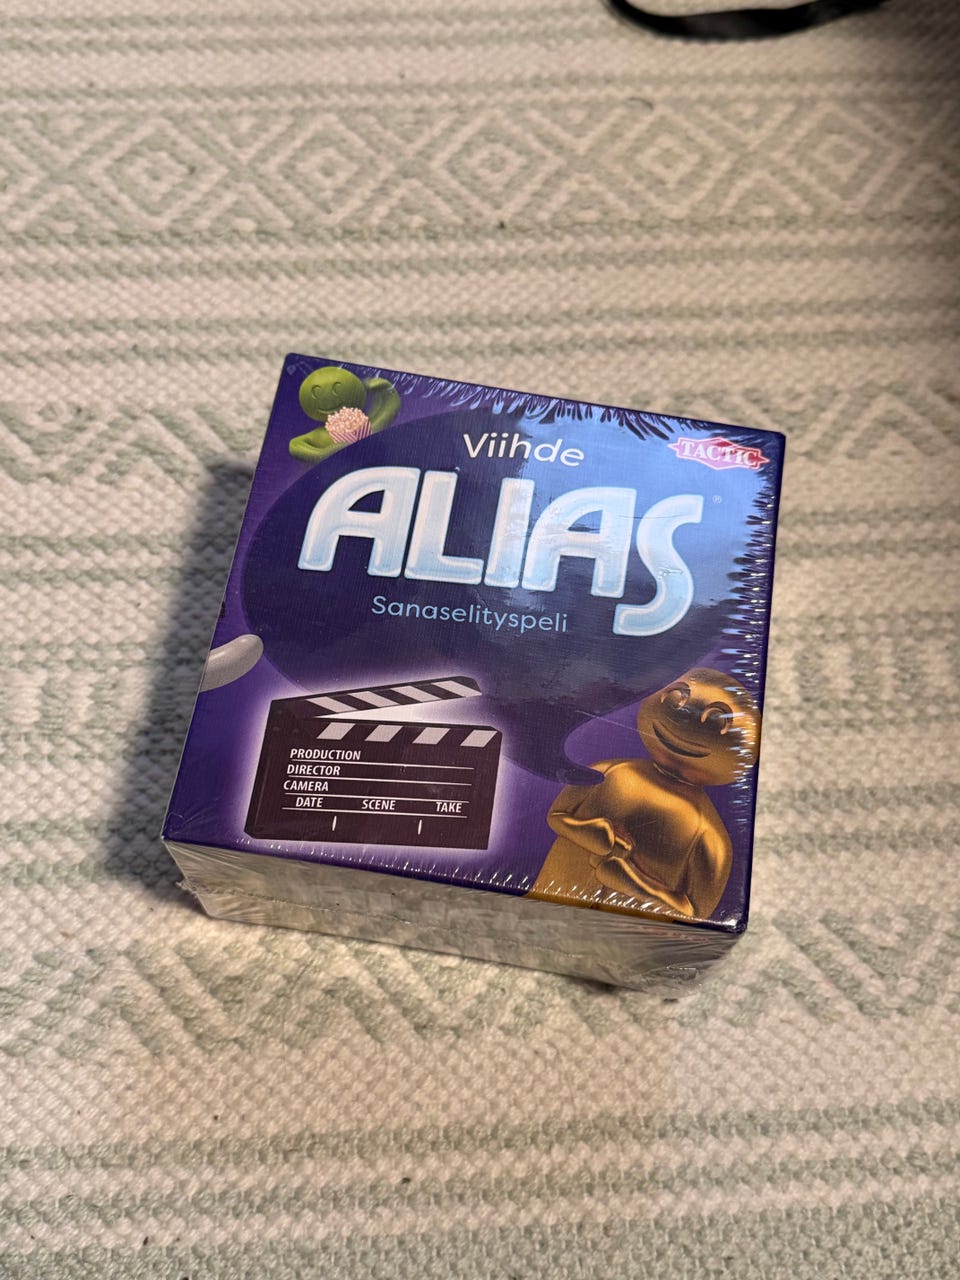 Viihde
TACTIC
ALIAS®
Sanaselityspeli
PRODUCTION
DIRECTOR
CAMERA
DATE SCENE TAKE